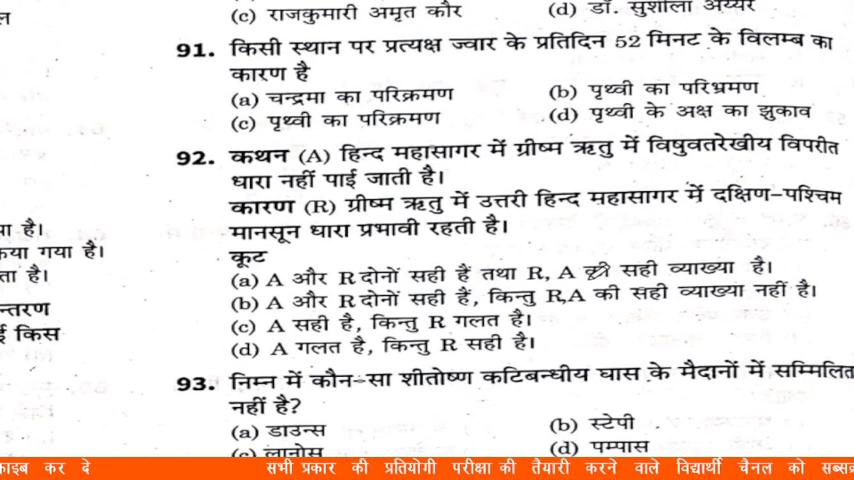 (c) राजकुमारी अमृत कौर (d) डॉ. सुशीला अय्यर
91. किसी स्थान पर प्रत्यक्ष ज्वार के प्रतिदिन 52 मिनट के विलम्ब का
कारण है
(a) चन्द्रमा का परिक्रमण (b) पृथ्वी का परिभ्रमण
(c) पृथ्वी का परिक्रमण (d) पृथ्वी के अक्ष का झुकाव
92. कथन (A) हिन्द महासागर में ग्रीष्म ऋतु में विषुवतरेखीय विपरीत
धारा नहीं पाई जाती है।
कारण (R) ग्रीष्म ऋतु में उत्तरी हिन्द महासागर में दक्षिण-पश्चिम
मानसून धारा प्रभावी रहती है।
कूट
(a) A और R दोनों सही हैं तथा R, A की सही व्याख्या है।
(b) A और R दोनों सही हैं, किन्तु R,A की सही व्याख्या नहीं है।
(c) A सही है, किन्तु R गलत है।
(d) A गलत है, किन्तु R सही है।
93. निम्न में कौन-सा शीतोष्ण कटिबन्धीय घास के मैदानों में सम्मिलित
नहीं है?
(a) डाउन्स (b) स्टेपी
(c) लानोस (d) पम्पास
है।
गया है।
है।
किस
कर दे सभी प्रकार की प्रतियोगी परीक्षा की तैयारी करने वाले विद्यार्थी चैनल को